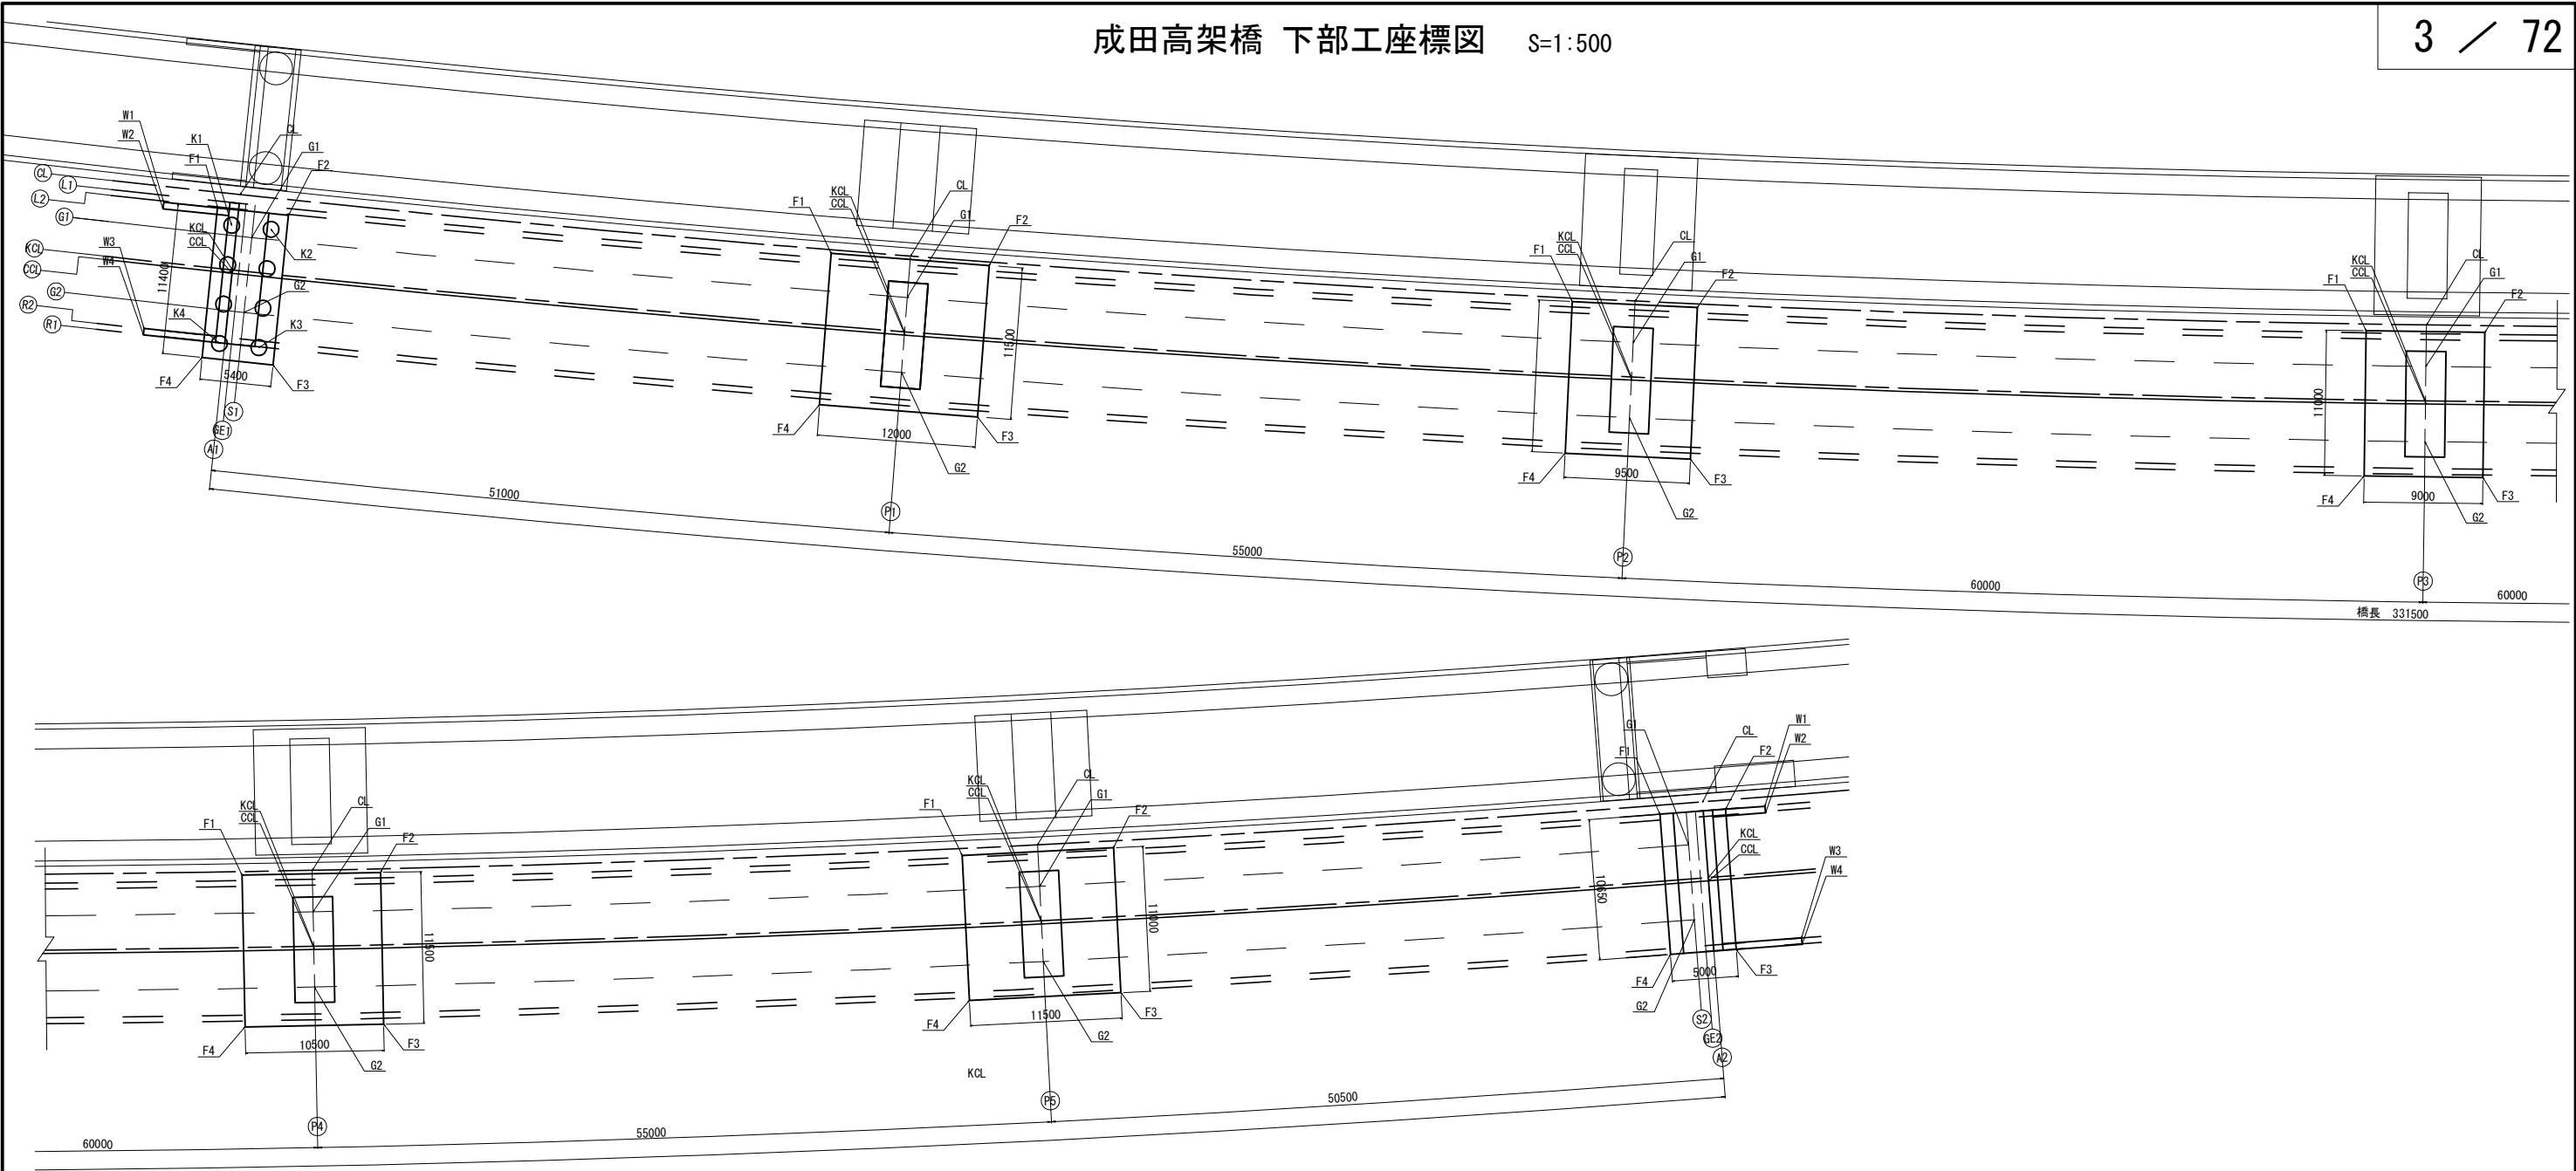 成田高架橋 下部工座標図 S=1:500
3 ／ 72
W1
W2
K1
F1
CL
G1
F2
CL
L1
L2
G1
KCL
CCL
G2
R2
R1
W3
W4
KCL
CCL
K2
G2
K4
K3
11400
F4
5400
F3
S1
GE1
A1
KCL
CCL
F1
CL
G1
F2
11500
F4
12000
F3
G2
P1
KCL
CCL
F1
CL
G1
F2
F4
9500
F3
G2
P2
KCL
CCL
F1
CL
G1
F2
11000
F4
9000
F3
G2
P3
51000
55000
60000
60000
橋長 331500
KCL
CCL
F1
CL
G1
F2
11500
F4
10500
F3
G2
P4
KCL
CCL
F1
CL
G1
F2
11000
F4
11500
F3
G2
KCL
P5
G1
F1
CL
F2
W1
W2
KCL
CCL
W3
W4
10650
F4
5000
F3
G2
S2
GE2
A2
60000
55000
50500